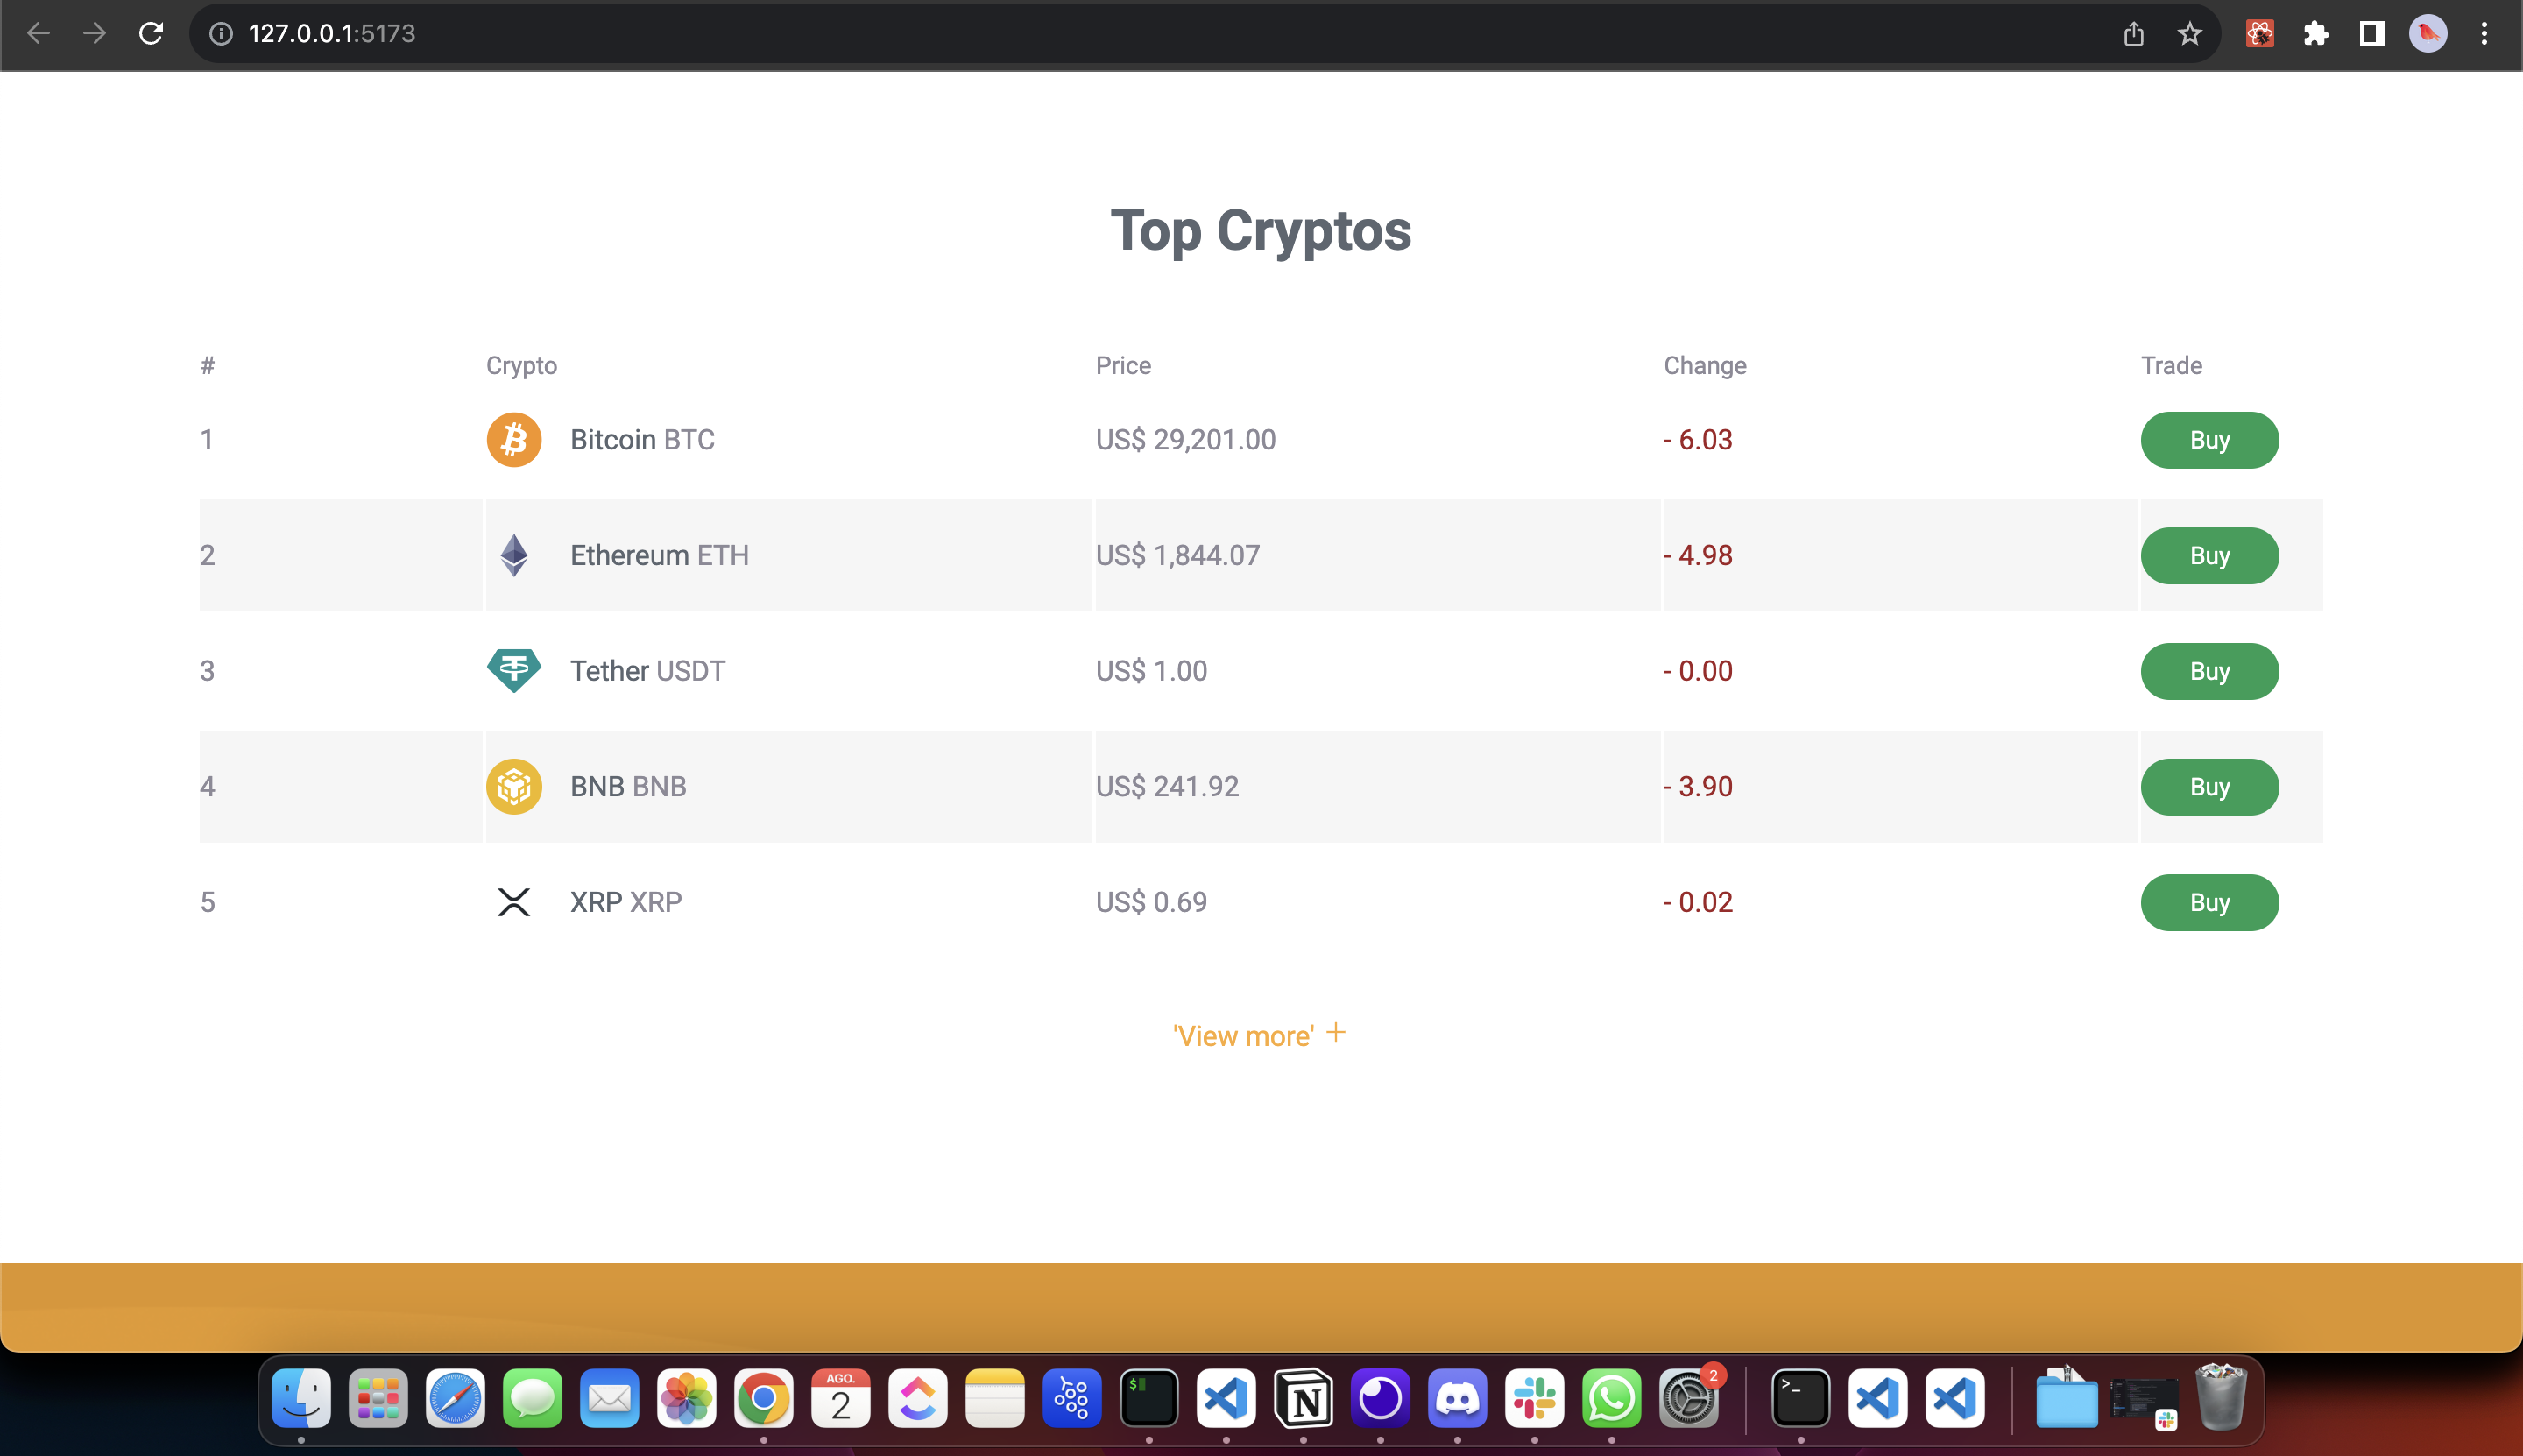 127.0.0.1:5173
Top Cryptos
# Crypto Price Change Trade
1 Bitcoin BTC US$ 29,201.00 - 6.03 Buy
2 Ethereum ETH US$ 1,844.07 - 4.98 Buy
3 Tether USDT US$ 1.00 - 0.00 Buy
4 BNB BNB US$ 241.92 - 3.90 Buy
5 XRP XRP US$ 0.69 - 0.02 Buy
'View more' +
AGO.
2
$
N
2
>_